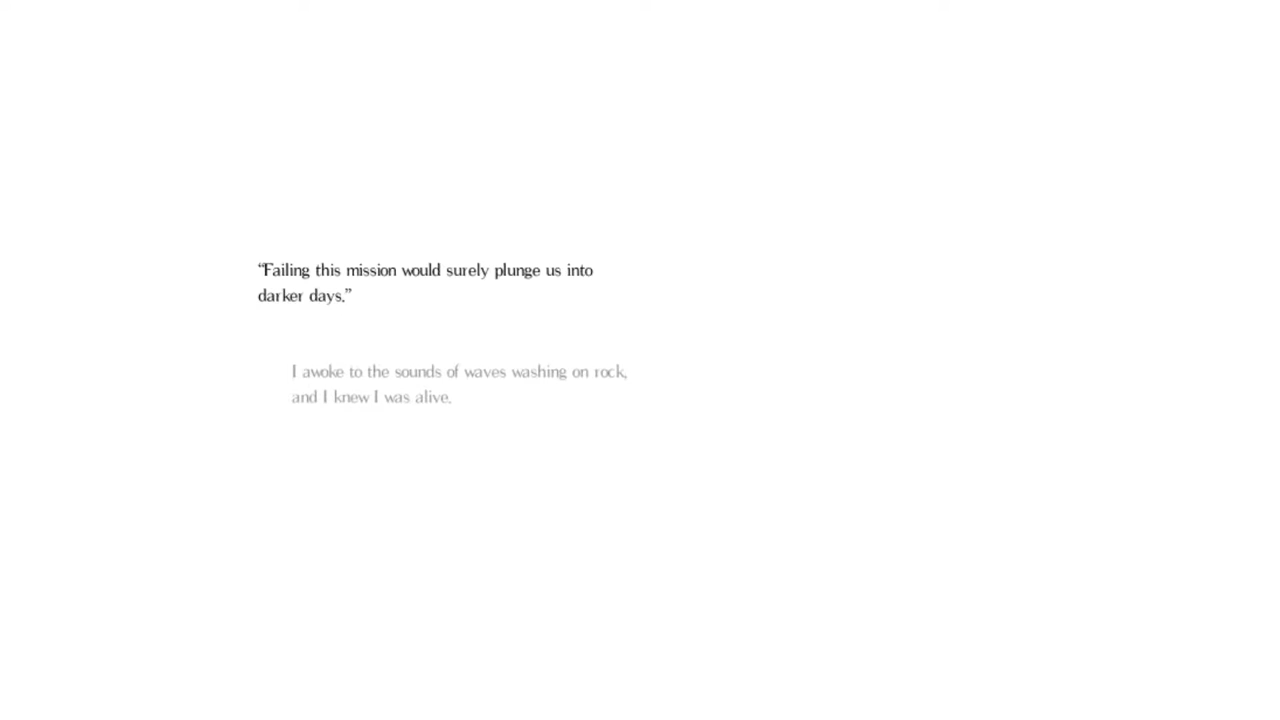 “Failing this mission would surely plunge us into
darker days.”
I awoke to the sounds of waves washing on rock,
and I knew I was alive.